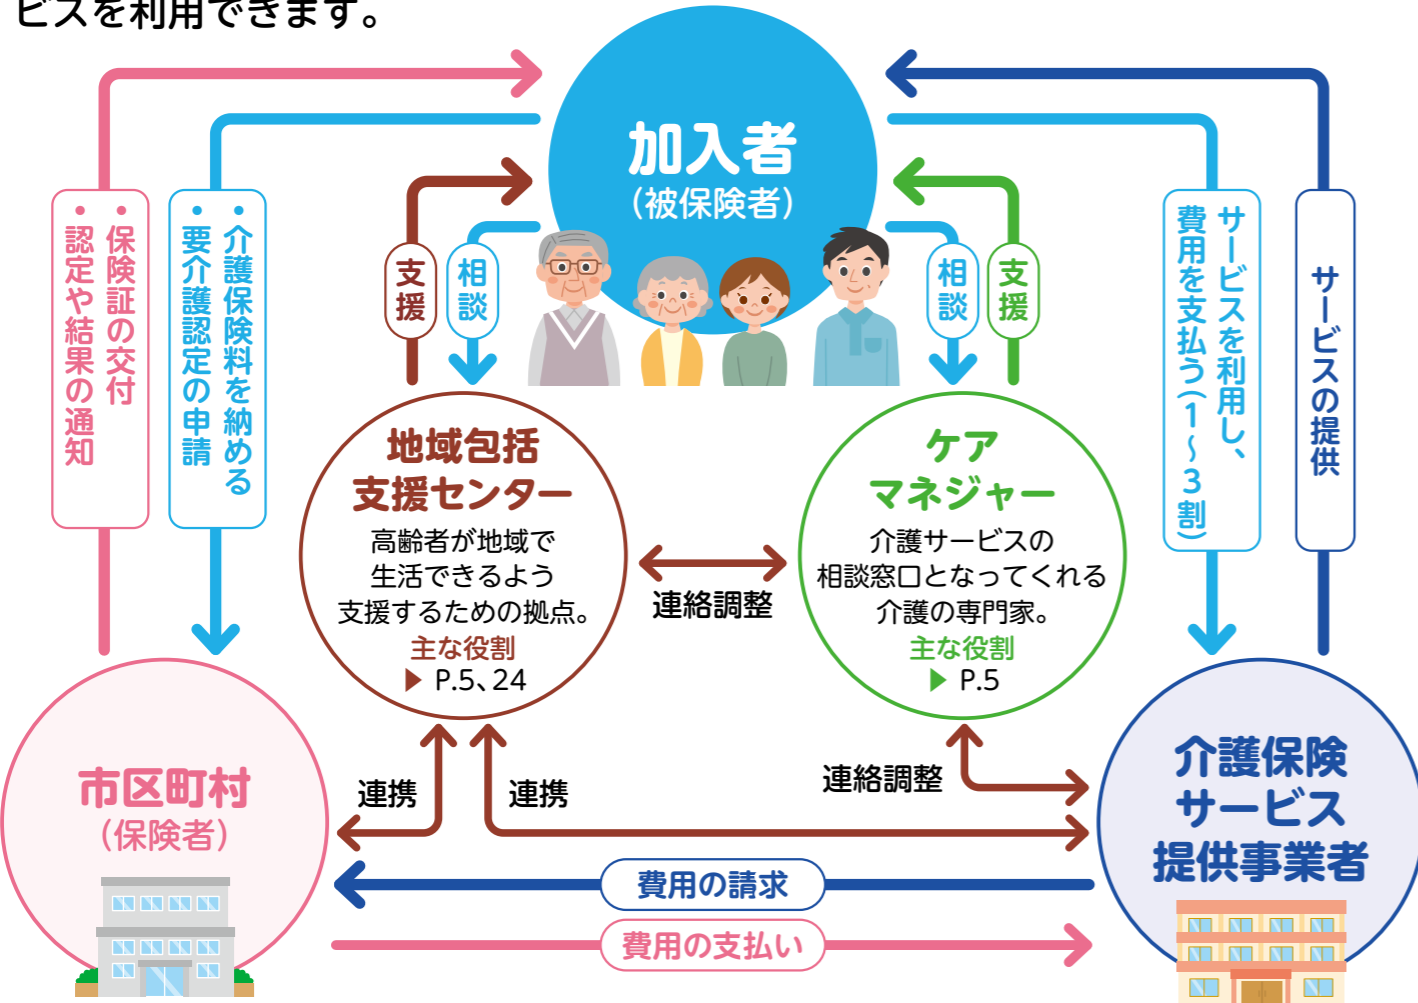 ビスを利用できます。
加入者
（被保険者）
・保険証の交付
・認定や結果の通知
・介護保険料を納める
・要介護認定の申請
支援
相談
相談
支援
サービスを利用し、
費用を支払う（1～3割）
サービスの提供
地域包括
支援センター
高齢者が地域で
生活できるよう
支援するための拠点。
主な役割
▶ P.5、24
連絡調整
ケア
マネジャー
介護サービスの
相談窓口となってくれる
介護の専門家。
主な役割
▶ P.5
市区町村
（保険者）
連携
連携
連絡調整
介護保険
サービス
提供事業者
費用の請求
費用の支払い